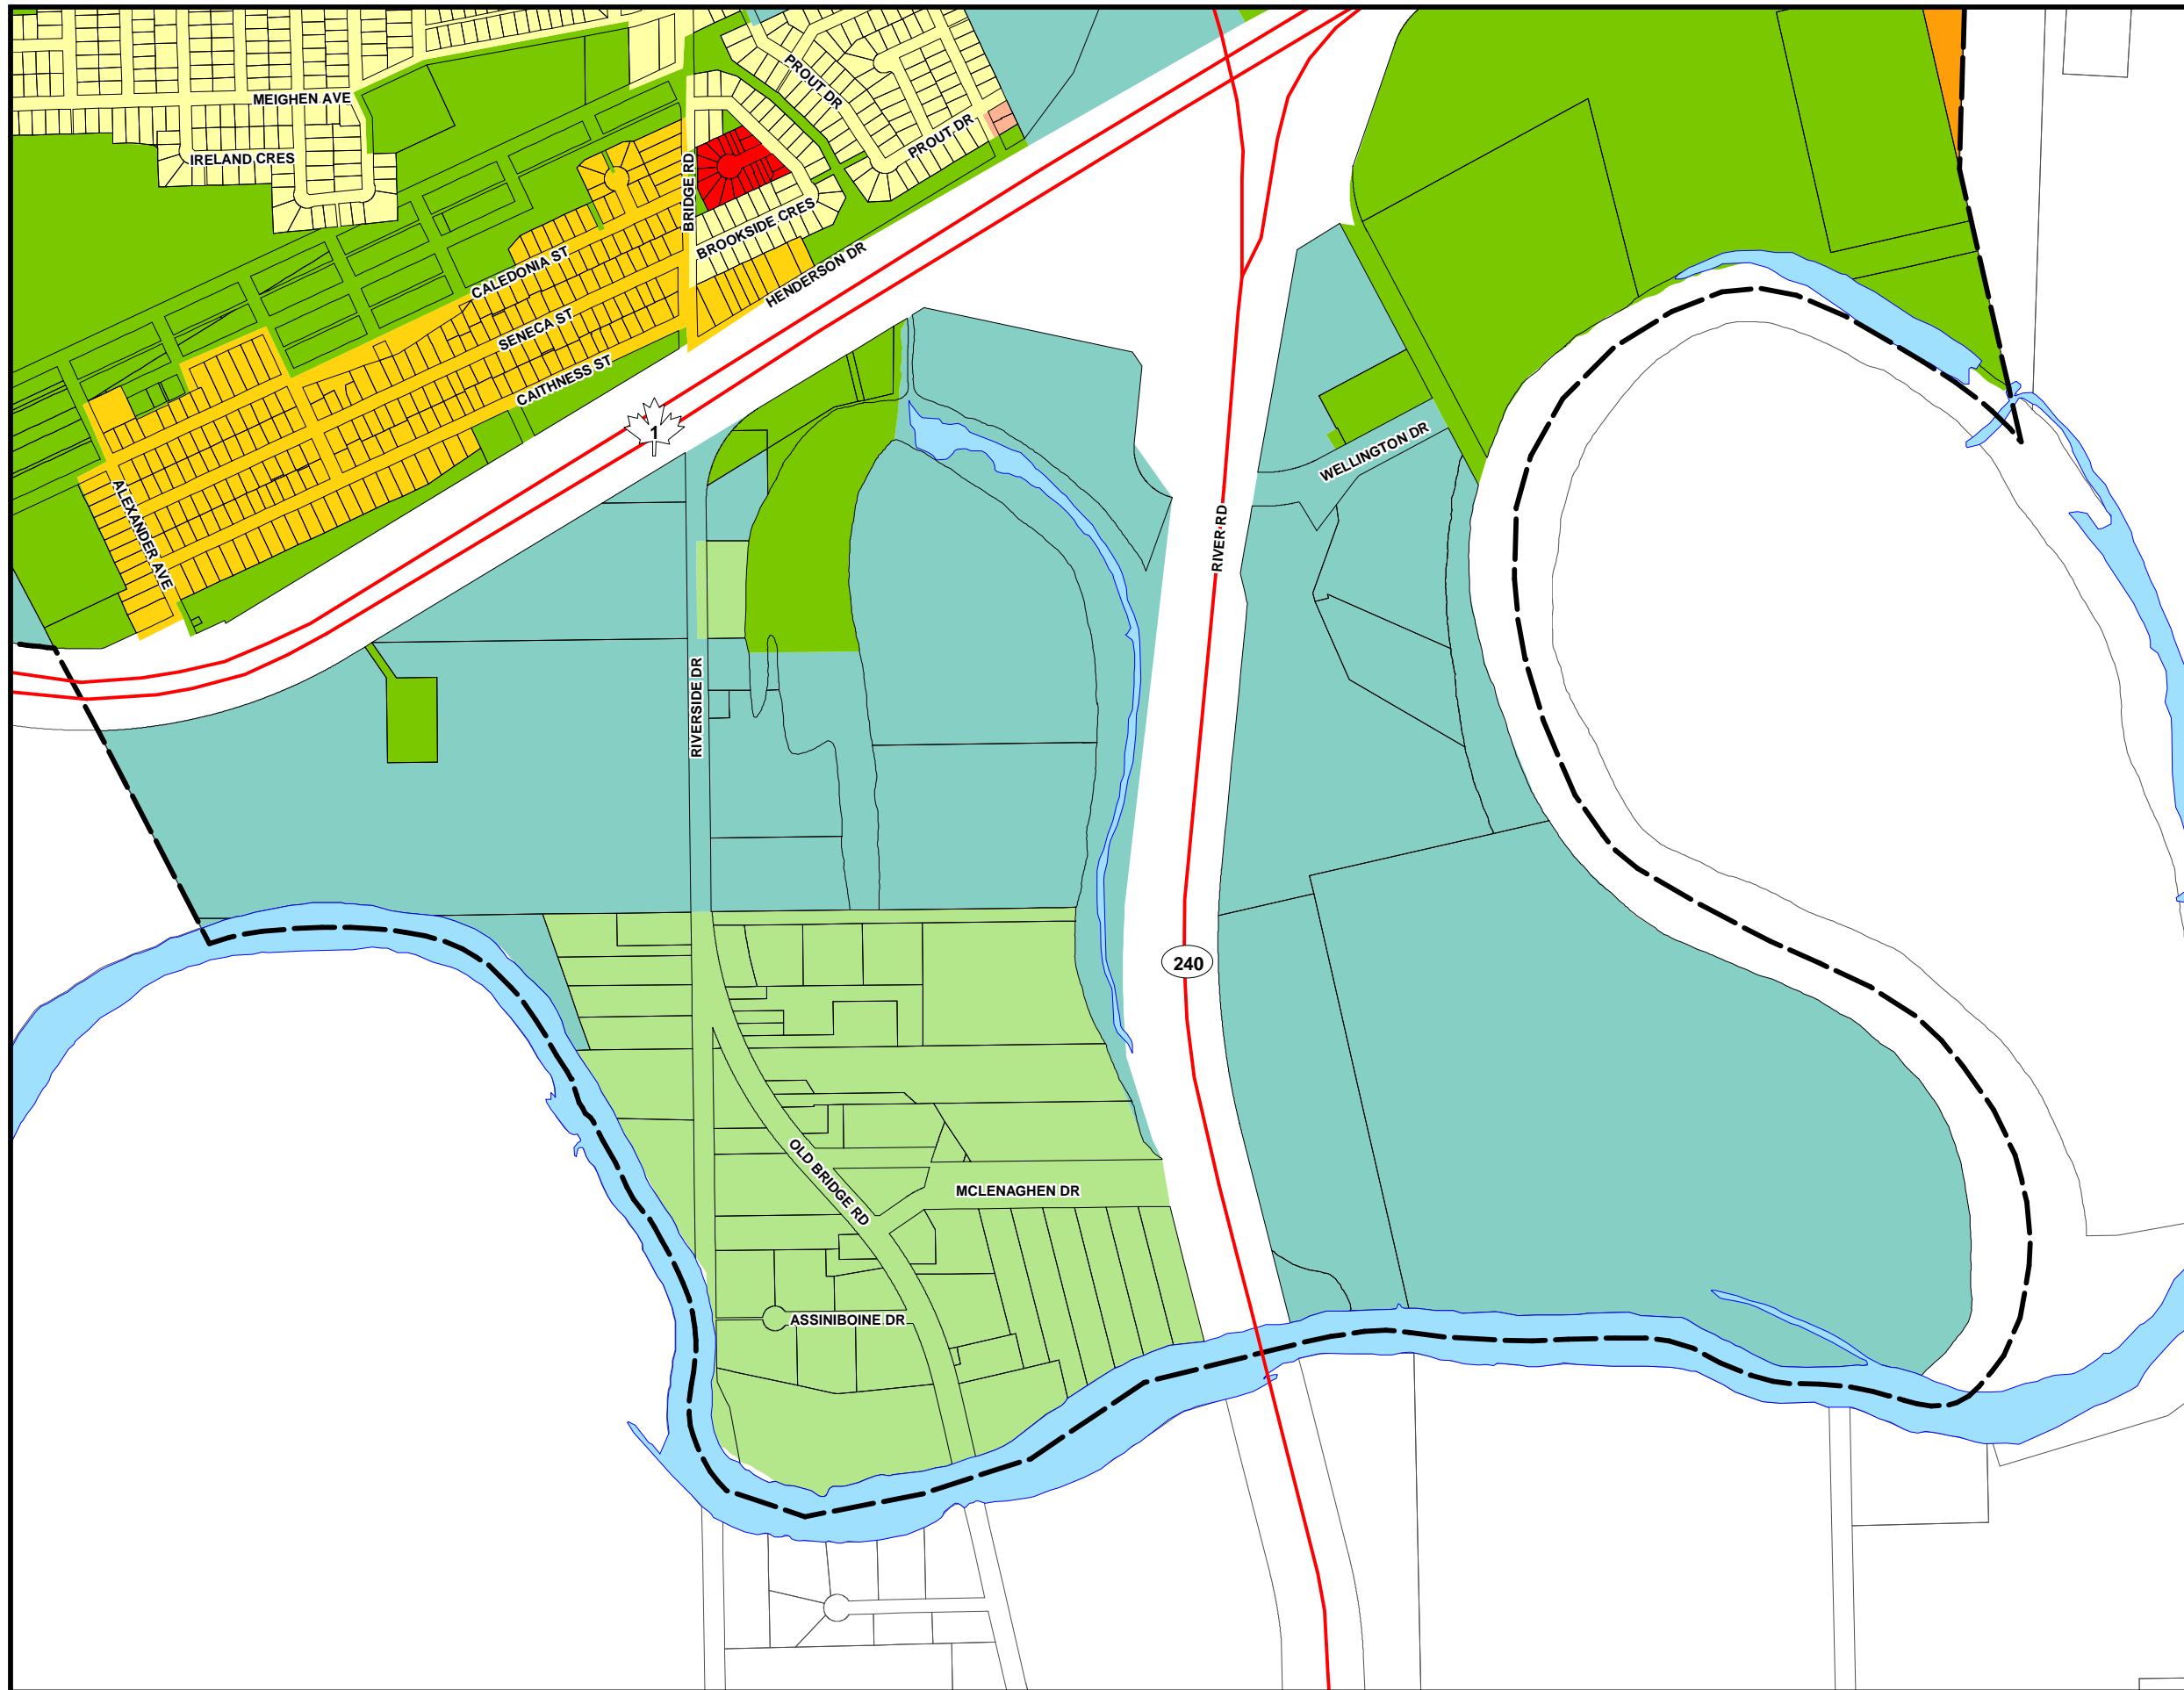 MEIGHEN AVE
PROUT DR
PROUT DR
IRELAND CRES
BRIDGE RD
BROOKSIDE CRES
CALEDONIA ST
HENDERSON DR
SENECA ST
CAITHNESS ST
1
WELLINGTON DR
ALEXANDER AVE
RIVER RD
RIVERSIDE DR
240
OLD BRIDGE RD
MCLENAGHEN DR
ASSINIBOINE DR